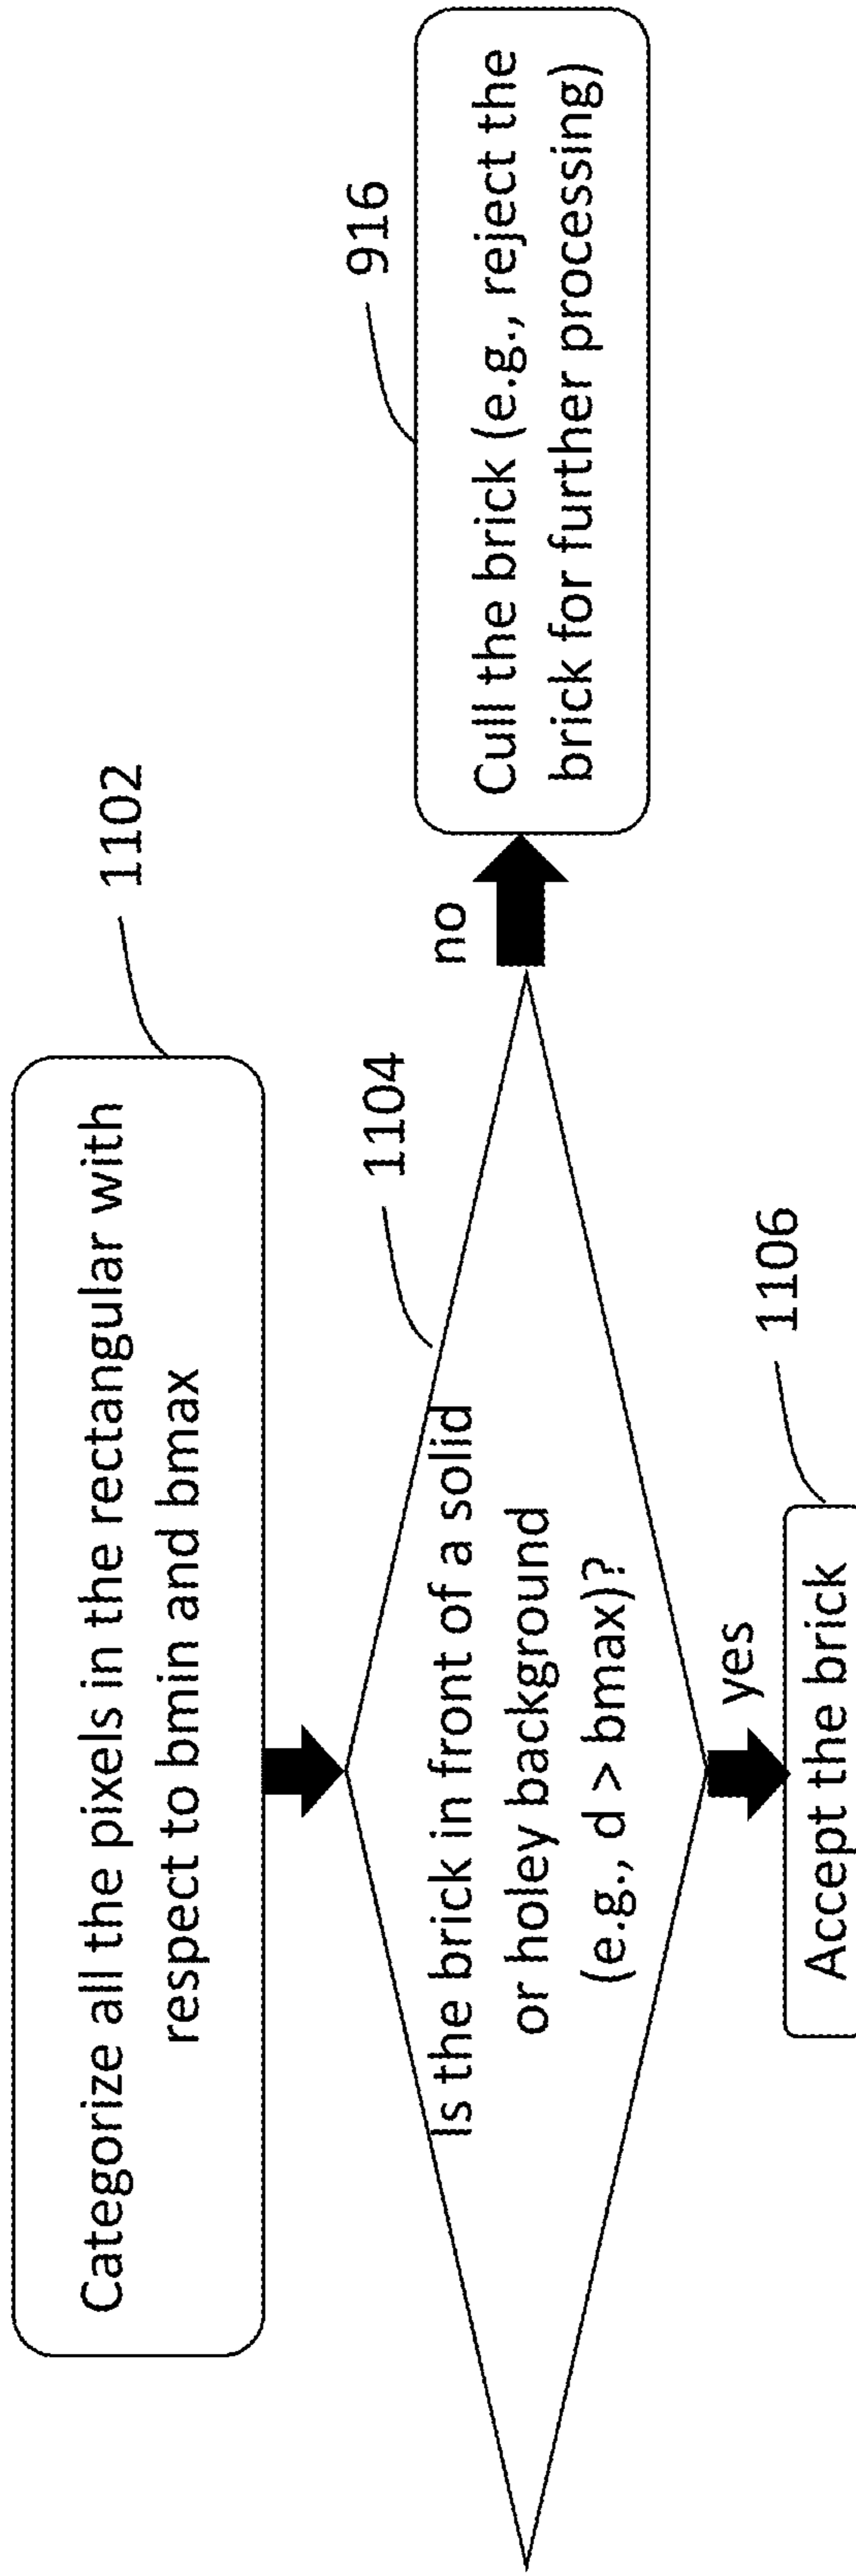 1102
Categorize all the pixels in the rectangular with
respect to bmin and bmax
1104
Is the brick in front of a solid
or holey background
(e.g., d > bmax)?
no
916
Cull the brick (e.g., reject the
brick for further processing)
yes
1106
Accept the brick